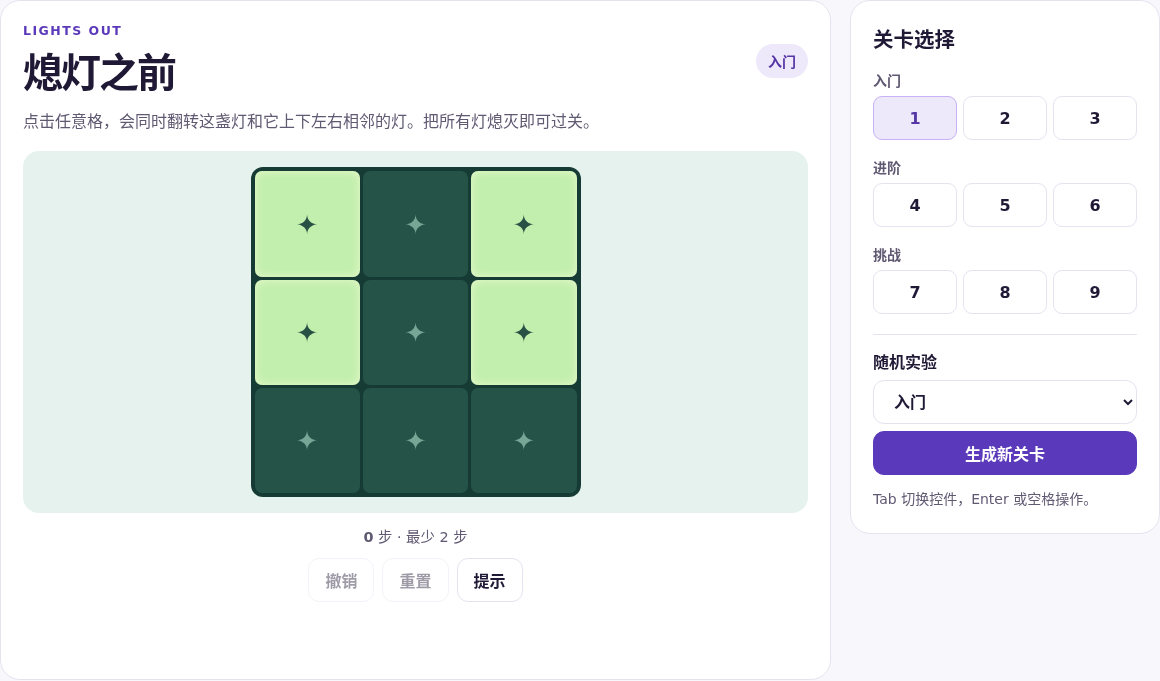 LIGHTS OUT
熄灯之前
入门
点击任意格，会同时翻转这盏灯和它上下左右相邻的灯。把所有灯熄灭即可过关。
0 步 · 最少 2 步
撤销 重置 提示
关卡选择
入门
1 2 3
进阶
4 5 6
挑战
7 8 9
随机实验
入门
生成新关卡
Tab 切换控件，Enter 或空格操作。